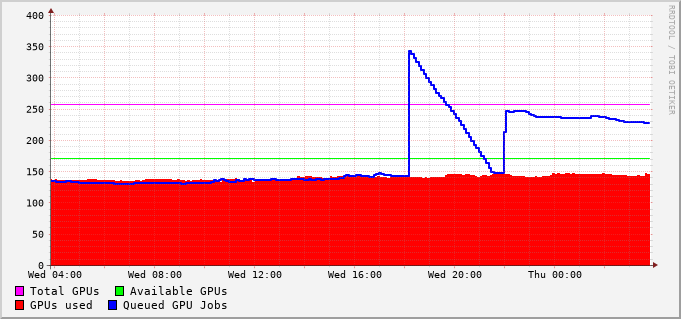 400
350
300
250
200
150
100
50
0
Wed 04:00 Wed 08:00 Wed 12:00 Wed 16:00 Wed 20:00 Thu 00:00
Total GPUs Available GPUs
GPUs used Queued GPU Jobs
RRDTOOL / TOBI OETIKER